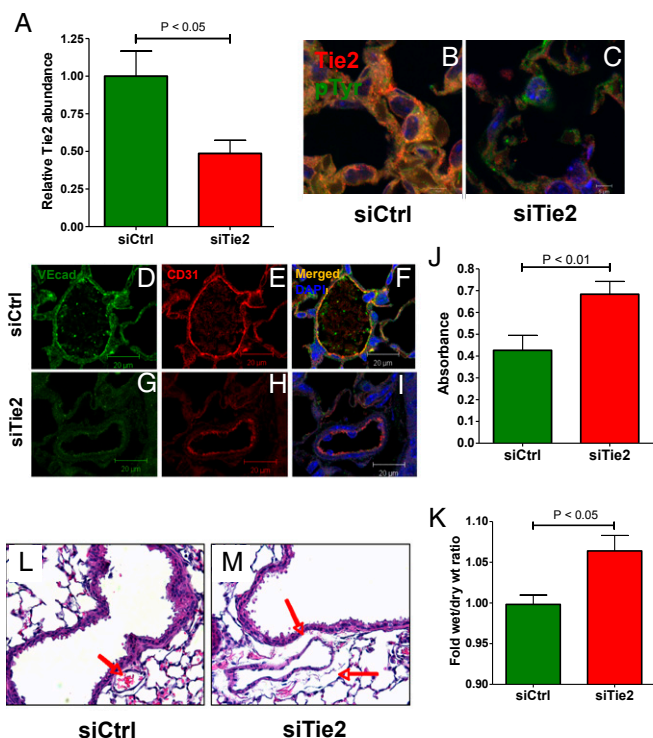 A
P < 0.05
Relative Tie2 abundance
1.25
1.00
0.75
0.50
0.25
0.00
siCtrl
siTie2
B
C
Tie2
pTyr
siCtrl
siTie2
siCtrl
VEcad
D
CD31
E
Merged
DAPI
F
20 μm
20 μm
20 μm
siTie2
G
H
I
20 μm
20 μm
20 μm
J
P < 0.01
Absorbance
0.8
0.7
0.6
0.5
0.4
0.3
0.2
0.1
0.0
siCtrl
siTie2
K
P < 0.05
Fold wet/dry wt ratio
1.10
1.05
1.00
0.95
0.90
siCtrl
siTie2
L
M
siCtrl
siTie2